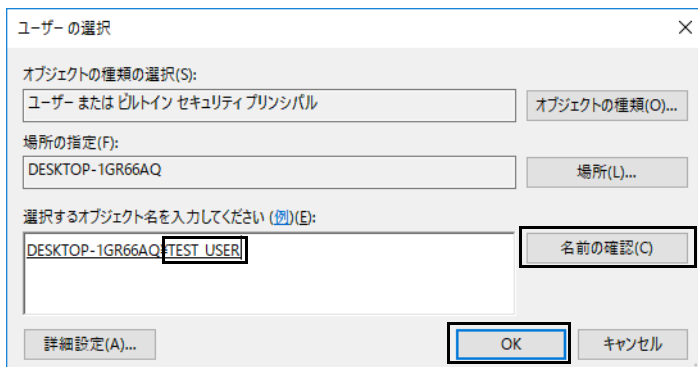 ユーザー の選択
オブジェクトの種類の選択(S):
ユーザー または ビルトイン セキュリティ プリンシパル
オブジェクトの種類(O)...
場所の指定(F):
DESKTOP-1GR66AQ
場所(L)...
選択するオブジェクト名を入力してください (例)(E):
DESKTOP-1GR66AQ¥TEST_USER
名前の確認(C)
詳細設定(A)...
OK
キャンセル